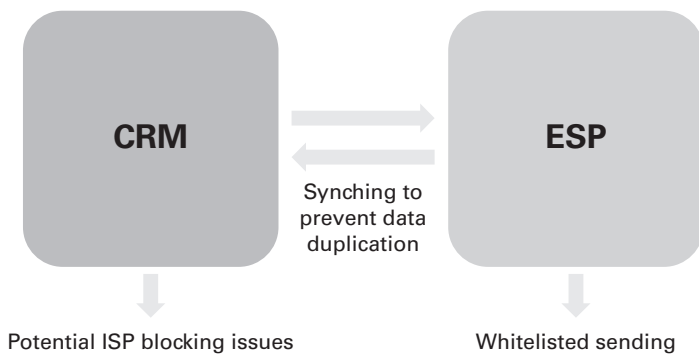 CRM
ESP
Synching to
prevent data
duplication
Potential ISP blocking issues
Whitelisted sending